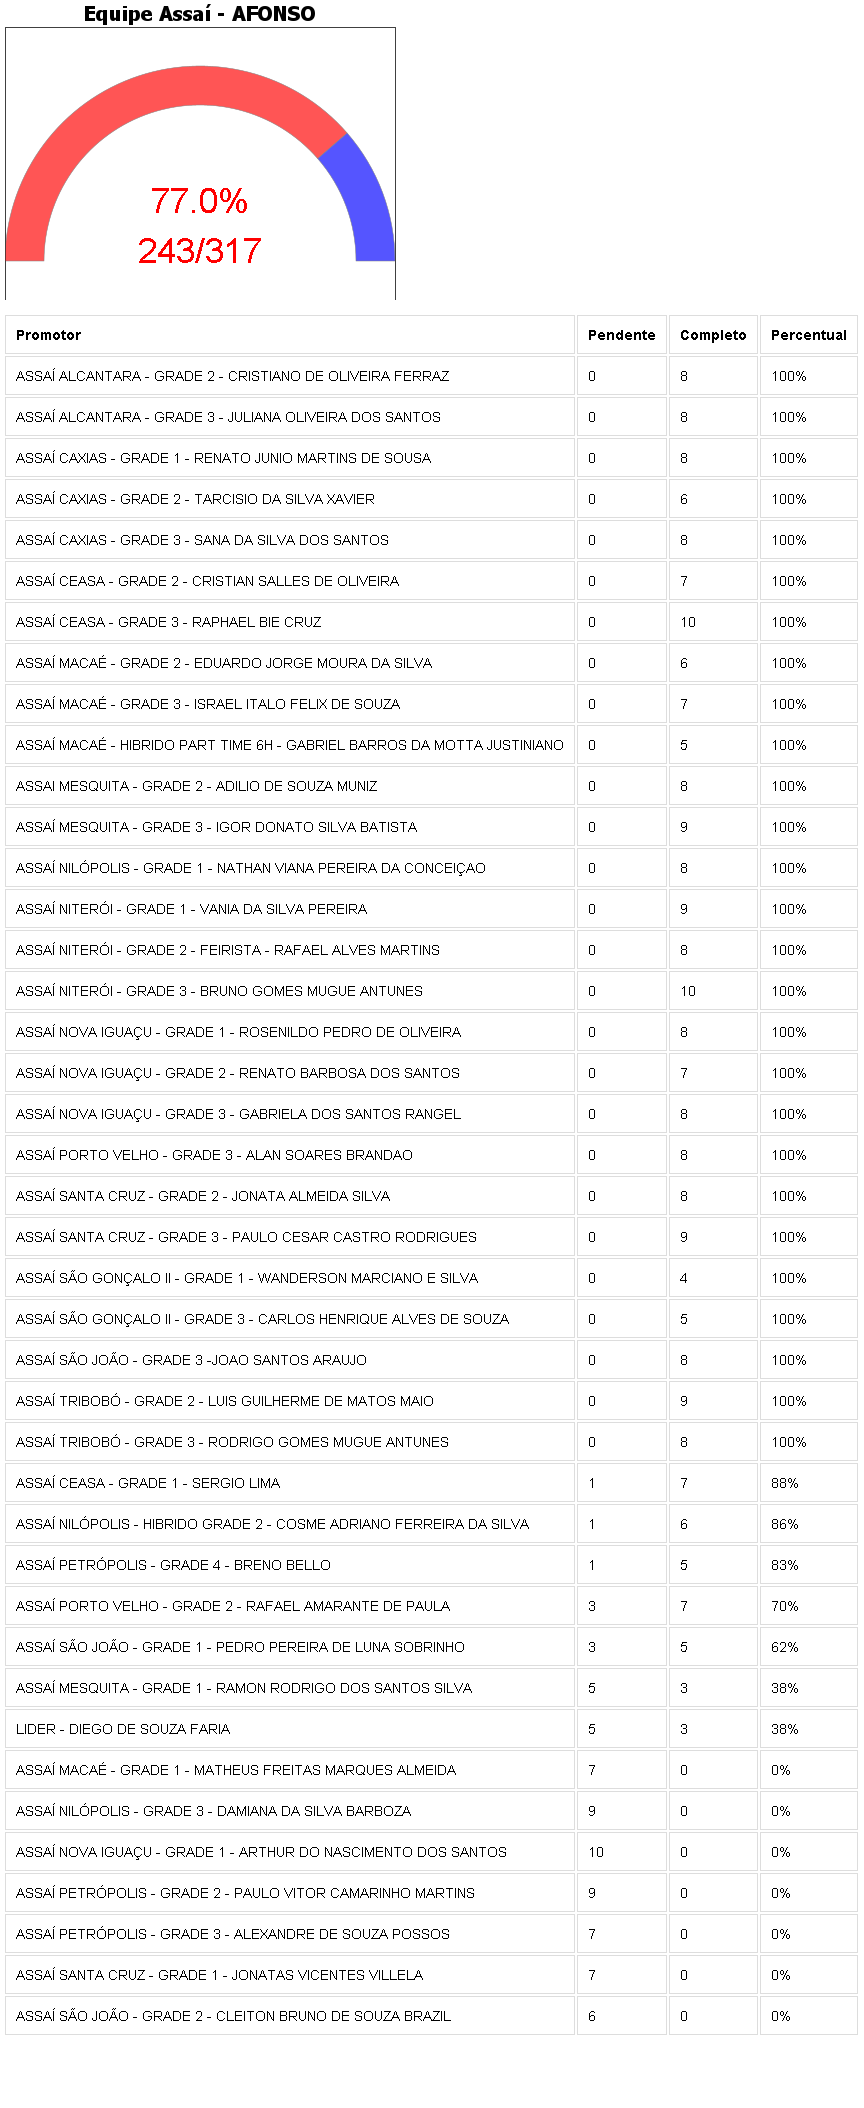 Equipe Assaí - AFONSO
77.0%
243/317
Promotor Pendente Completo Percentual
ASSAÍ ALCANTARA - GRADE 2 - CRISTIANO DE OLIVEIRA FERRAZ 0 8 100%
ASSAÍ ALCANTARA - GRADE 3 - JULIANA OLIVEIRA DOS SANTOS 0 8 100%
ASSAÍ CAXIAS - GRADE 1 - RENATO JUNIO MARTINS DE SOUSA 0 8 100%
ASSAÍ CAXIAS - GRADE 2 - TARCISIO DA SILVA XAVIER 0 6 100%
ASSAÍ CAXIAS - GRADE 3 - SANA DA SILVA DOS SANTOS 0 8 100%
ASSAÍ CEASA - GRADE 2 - CRISTIAN SALLES DE OLIVEIRA 0 7 100%
ASSAÍ CEASA - GRADE 3 - RAPHAEL BIE CRUZ 0 10 100%
ASSAÍ MACAÉ - GRADE 2 - EDUARDO JORGE MOURA DA SILVA 0 6 100%
ASSAÍ MACAÉ - GRADE 3 - ISRAEL ITALO FELIX DE SOUZA 0 7 100%
ASSAÍ MACAÉ - HIBRIDO PART TIME 6H - GABRIEL BARROS DA MOTTA JUSTINIANO 0 5 100%
ASSAI MESQUITA - GRADE 2 - ADILIO DE SOUZA MUNIZ 0 8 100%
ASSAÍ MESQUITA - GRADE 3 - IGOR DONATO SILVA BATISTA 0 9 100%
ASSAÍ NILÓPOLIS - GRADE 1 - NATHAN VIANA PEREIRA DA CONCEIÇAO 0 8 100%
ASSAÍ NITERÓI - GRADE 1 - VANIA DA SILVA PEREIRA 0 9 100%
ASSAÍ NITERÓI - GRADE 2 - FEIRISTA - RAFAEL ALVES MARTINS 0 8 100%
ASSAÍ NITERÓI - GRADE 3 - BRUNO GOMES MUGUE ANTUNES 0 10 100%
ASSAÍ NOVA IGUAÇU - GRADE 1 - ROSENILDO PEDRO DE OLIVEIRA 0 8 100%
ASSAÍ NOVA IGUAÇU - GRADE 2 - RENATO BARBOSA DOS SANTOS 0 7 100%
ASSAÍ NOVA IGUAÇU - GRADE 3 - GABRIELA DOS SANTOS RANGEL 0 8 100%
ASSAÍ PORTO VELHO - GRADE 3 - ALAN SOARES BRANDAO 0 8 100%
ASSAÍ SANTA CRUZ - GRADE 2 - JONATA ALMEIDA SILVA 0 8 100%
ASSAÍ SANTA CRUZ - GRADE 3 - PAULO CESAR CASTRO RODRIGUES 0 9 100%
ASSAÍ SÃO GONÇALO II - GRADE 1 - WANDERSON MARCIANO E SILVA 0 4 100%
ASSAÍ SÃO GONÇALO II - GRADE 3 - CARLOS HENRIQUE ALVES DE SOUZA 0 5 100%
ASSAÍ SÃO JOÃO - GRADE 3 -JOAO SANTOS ARAUJO 0 8 100%
ASSAÍ TRIBOBÓ - GRADE 2 - LUIS GUILHERME DE MATOS MAIO 0 9 100%
ASSAÍ TRIBOBÓ - GRADE 3 - RODRIGO GOMES MUGUE ANTUNES 0 8 100%
ASSAÍ CEASA - GRADE 1 - SERGIO LIMA 1 7 88%
ASSAÍ NILÓPOLIS - HIBRIDO GRADE 2 - COSME ADRIANO FERREIRA DA SILVA 1 6 86%
ASSAÍ PETRÓPOLIS - GRADE 4 - BRENO BELLO 1 5 83%
ASSAÍ PORTO VELHO - GRADE 2 - RAFAEL AMARANTE DE PAULA 3 7 70%
ASSAÍ SÃO JOÃO - GRADE 1 - PEDRO PEREIRA DE LUNA SOBRINHO 3 5 62%
ASSAÍ MESQUITA - GRADE 1 - RAMON RODRIGO DOS SANTOS SILVA 5 3 38%
LIDER - DIEGO DE SOUZA FARIA 5 3 38%
ASSAÍ MACAÉ - GRADE 1 - MATHEUS FREITAS MARQUES ALMEIDA 7 0 0%
ASSAÍ NILÓPOLIS - GRADE 3 - DAMIANA DA SILVA BARBOZA 9 0 0%
ASSAÍ NOVA IGUAÇU - GRADE 1 - ARTHUR DO NASCIMENTO DOS SANTOS 10 0 0%
ASSAÍ PETRÓPOLIS - GRADE 2 - PAULO VITOR CAMARINHO MARTINS 9 0 0%
ASSAÍ PETRÓPOLIS - GRADE 3 - ALEXANDRE DE SOUZA POSSOS 7 0 0%
ASSAÍ SANTA CRUZ - GRADE 1 - JONATAS VICENTES VILLELA 7 0 0%
ASSAÍ SÃO JOÃO - GRADE 2 - CLEITON BRUNO DE SOUZA BRAZIL 6 0 0%